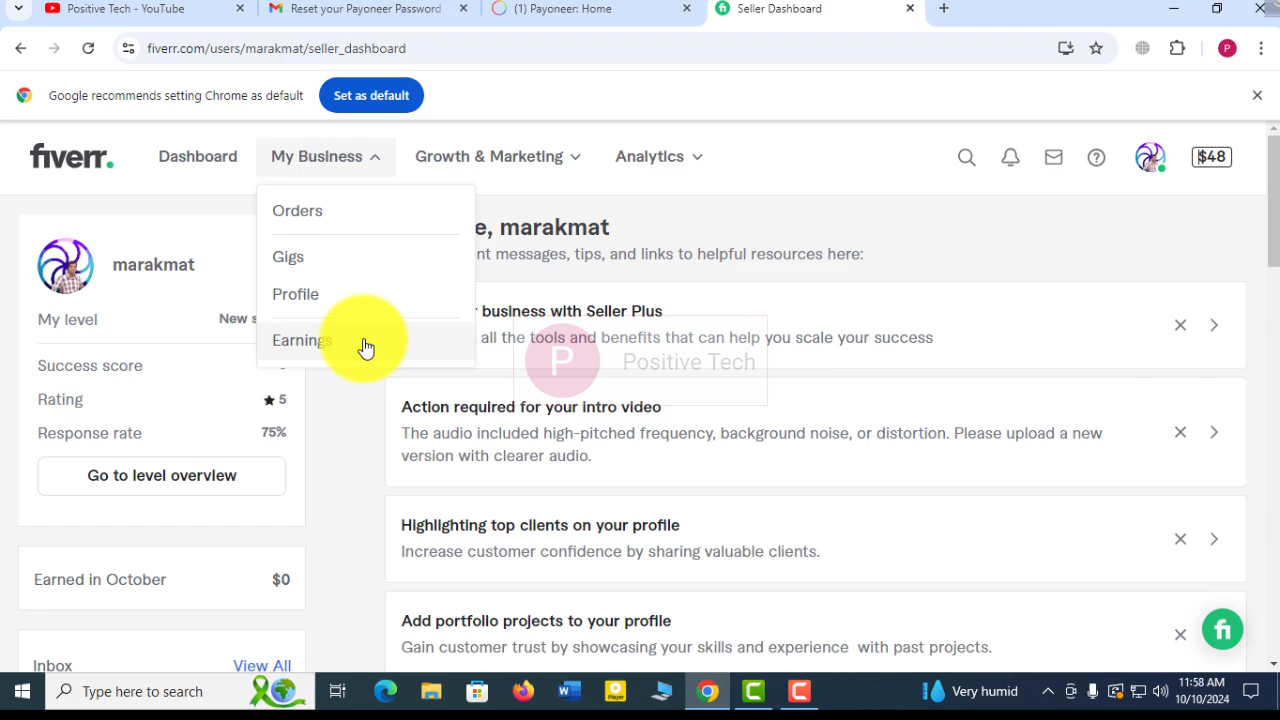 Positive Tech - YouTube
Reset your Payoneer Password
(1) Payoneer: Home
Seller Dashboard
fiverr.com/users/marakmat/seller_dashboard
P
Google recommends setting Chrome as default
Set as default
fiverr.
Dashboard
My Business
Growth & Marketing
Analytics
$48
Orders
Gigs
Profile
Earnings
marakmat
My level
New s
Success score
Rating
5
Response rate
75%
Go to level overview
Earned in October
$0
Inbox
View All
e, marakmat
nt messages, tips, and links to helpful resources here:
business with Seller Plus
all the tools and benefits that can help you scale your success
P
Positive Tech
Action required for your intro video
The audio included high-pitched frequency, background noise, or distortion. Please upload a new
version with clearer audio.
Highlighting top clients on your profile
Increase customer confidence by sharing valuable clients.
Add portfolio projects to your profile
Gain customer trust by showcasing your skills and experience with past projects.
fi
Type here to search
Very humid
11:58 AM
10/10/2024